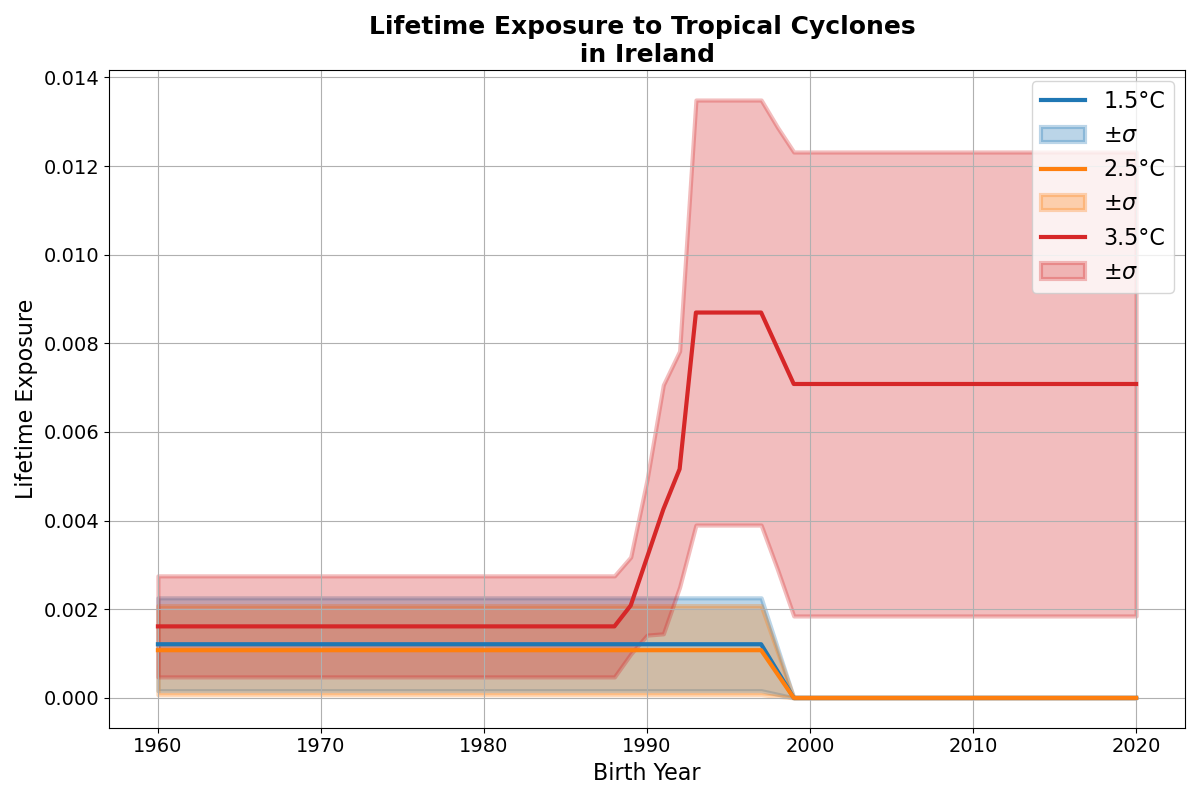 Lifetime Exposure to Tropical Cyclones
in Ireland
0.014
0.012
0.010
0.008
0.006
0.004
0.002
0.000
Lifetime Exposure
1.5°C
±σ
2.5°C
±σ
3.5°C
±σ
1960
1970
1980
1990
2000
2010
2020
Birth Year